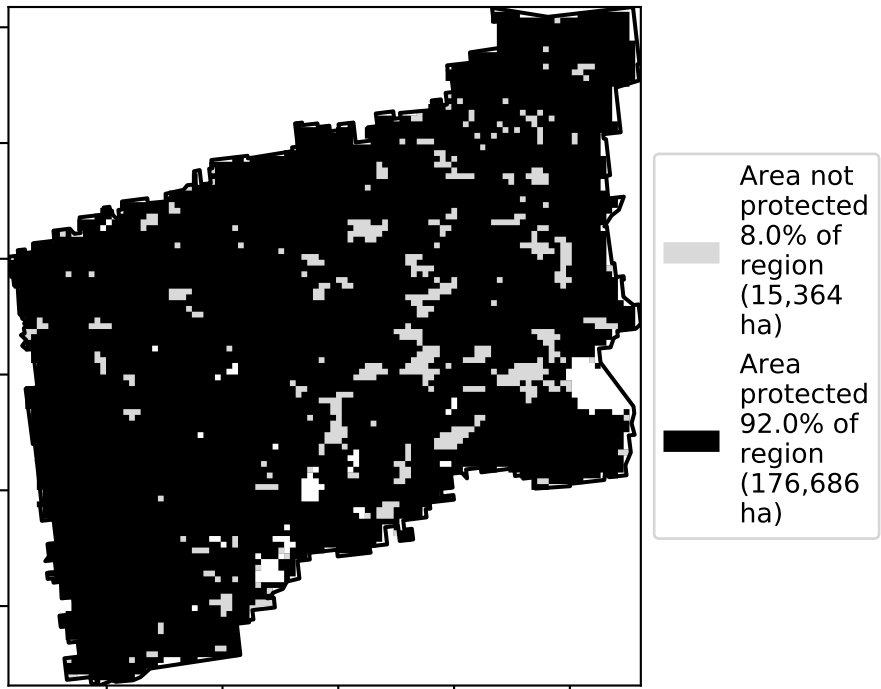 Area not
protected
8.0% of
region
(15,364
ha)
Area
protected
92.0% of
region
(176,686
ha)